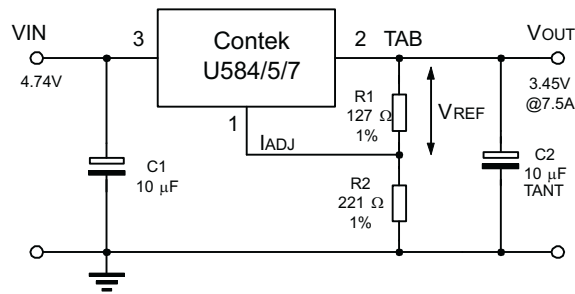 VIN
4.74V
3
Contek
U584/5/7
2
TAB
VOUT
3.45V
@7.5A
1
IADJ
R1
127 Ω
1%
VREF
C1
10 µF
R2
221 Ω
1%
C2
10 µF
TANT